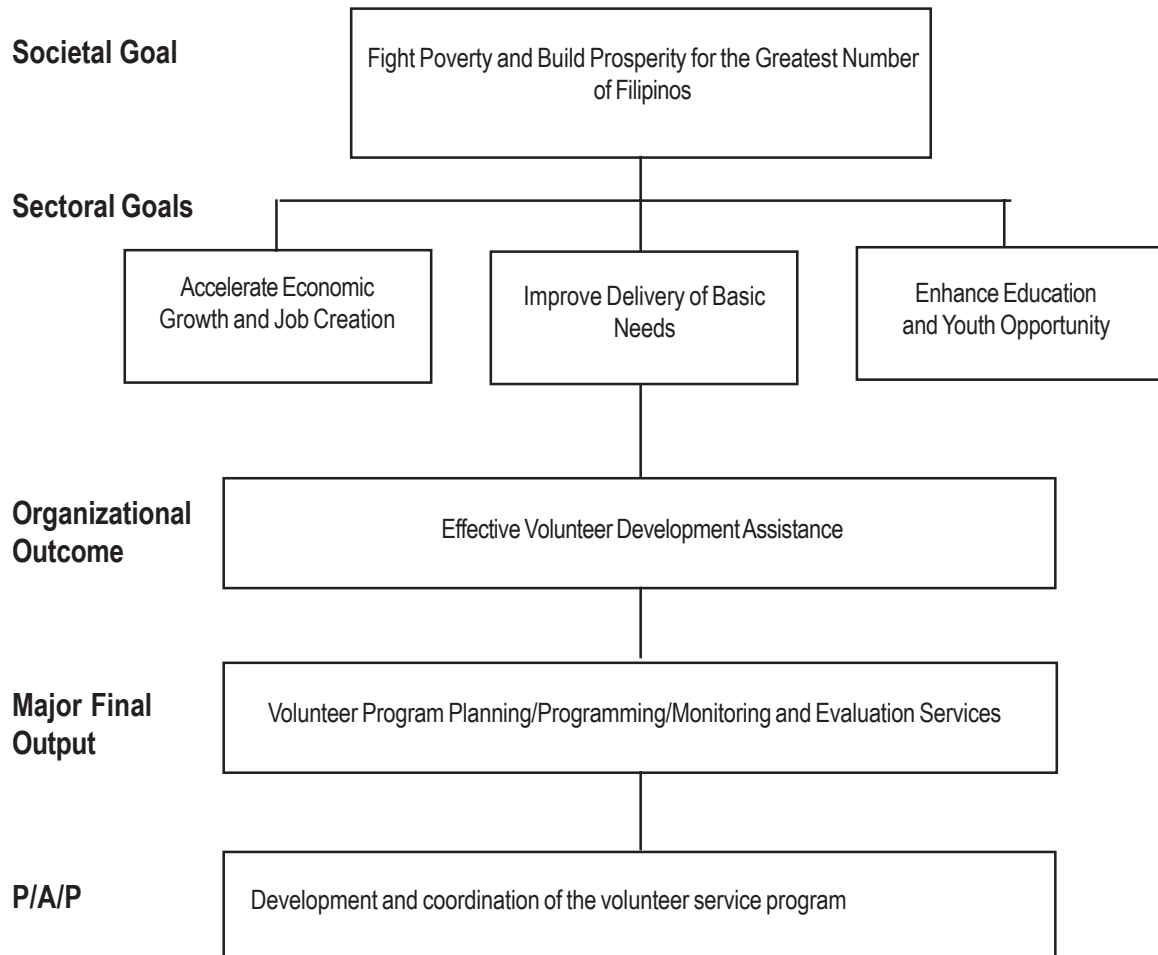 Societal Goal
Fight Poverty and Build Prosperity for the Greatest Number
of Filipinos
Sectoral Goals
Accelerate Economic
Growth and Job Creation
Improve Delivery of Basic
Needs
Enhance Education
and Youth Opportunity
Organizational
Outcome
Effective Volunteer Development Assistance
Major Final
Output
Volunteer Program Planning/Programming/Monitoring and Evaluation Services
P/A/P
Development and coordination of the volunteer service program